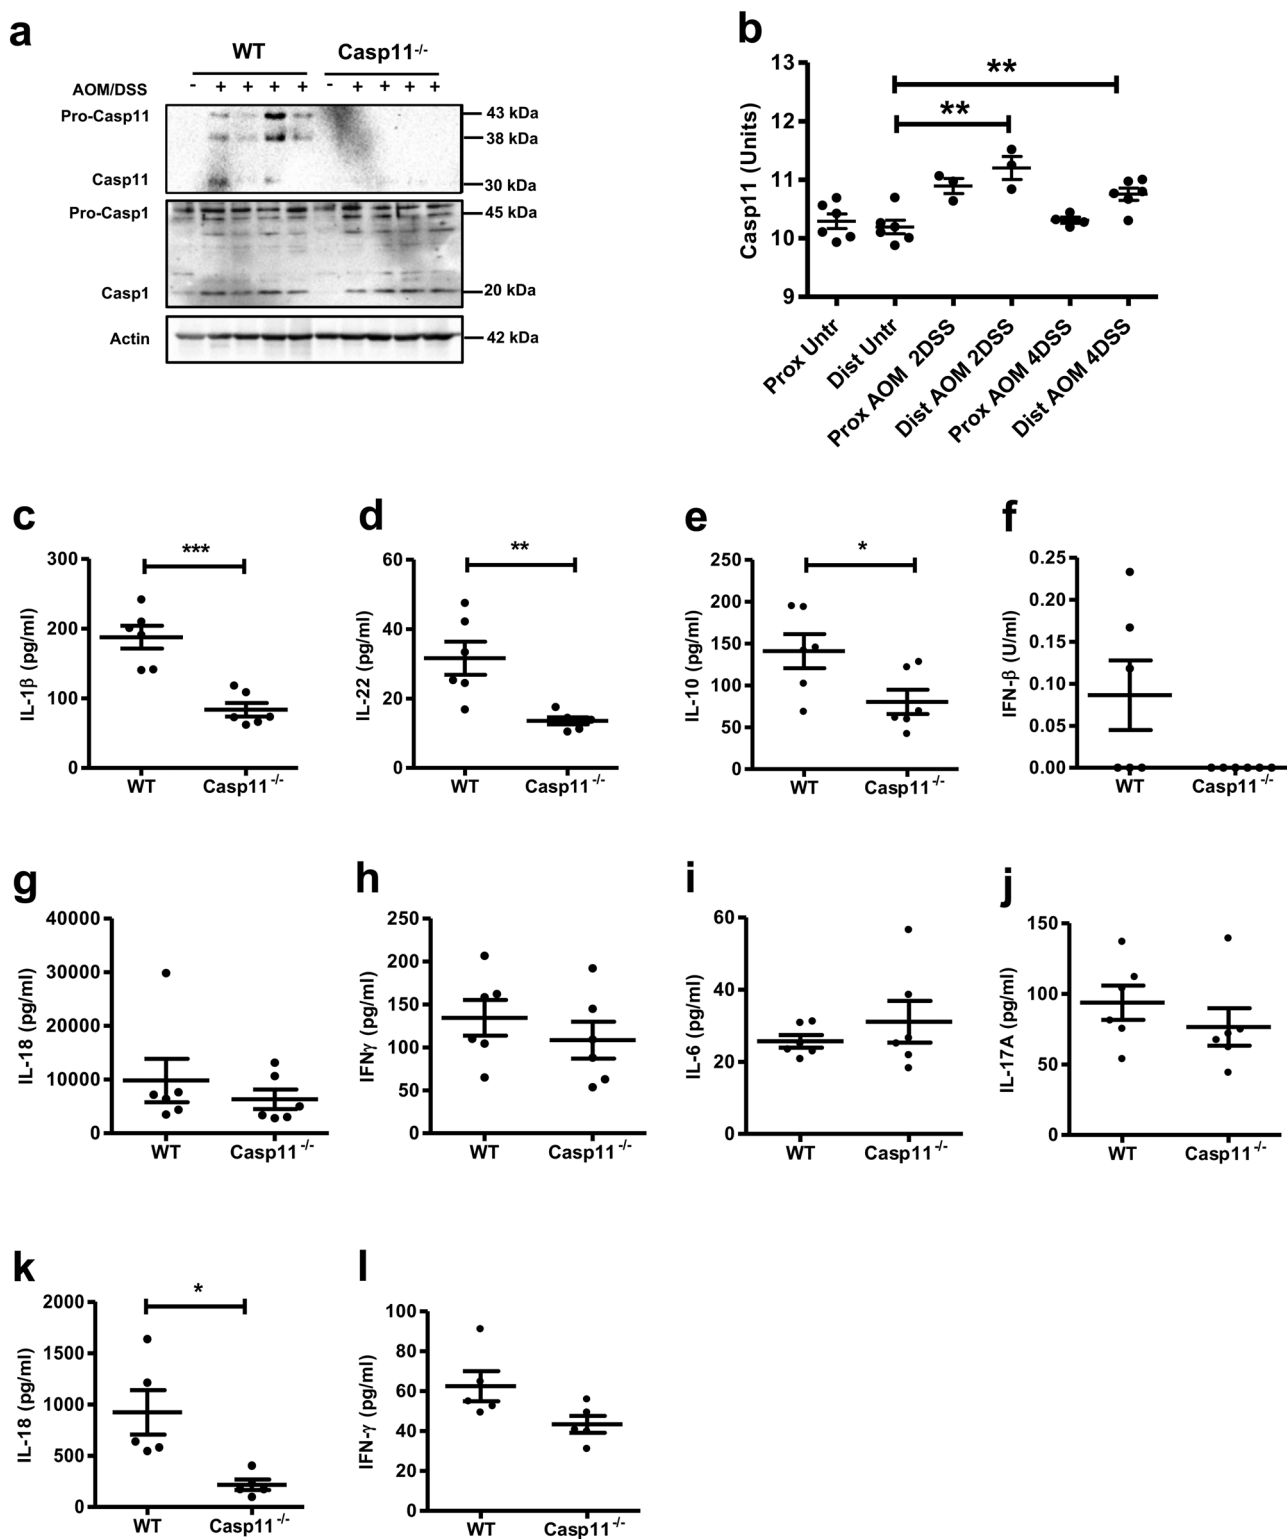 a
WT Casp11-/-
AOM/DSS - + + + + - + + + +
Pro-Casp11 43 kDa
38 kDa
Casp11 30 kDa
Pro-Casp1 45 kDa
Casp1 20 kDa
Actin 42 kDa
b
Casp11 (Units)
13
12
11
10
9
**
**
Prox Untr
Dist Untr
Prox AOM 2DSS
Dist AOM 2DSS
Prox AOM 4DSS
Dist AOM 4DSS
c
IL-1β (pg/ml)
300
200
100
0
***
WT Casp11 -/-
d
IL-22 (pg/ml)
60
40
20
0
**
WT Casp11 -/-
e
IL-10 (pg/ml)
250
200
150
100
50
0
*
WT Casp11 -/-
f
IFN-β (U/ml)
0.25
0.20
0.15
0.10
0.05
0.00
WT Casp11 -/-
g
IL-18 (pg/ml)
40000
30000
20000
10000
0
WT Casp11 -/-
h
IFNγ (pg/ml)
250
200
150
100
50
0
WT Casp11 -/-
i
IL-6 (pg/ml)
60
40
20
0
WT Casp11 -/-
j
IL-17A (pg/ml)
150
100
50
0
WT Casp11 -/-
k
IL-18 (pg/ml)
2000
1500
1000
500
0
*
WT Casp11 -/-
l
IFN-γ (pg/ml)
100
80
60
40
20
0
WT Casp11 -/-